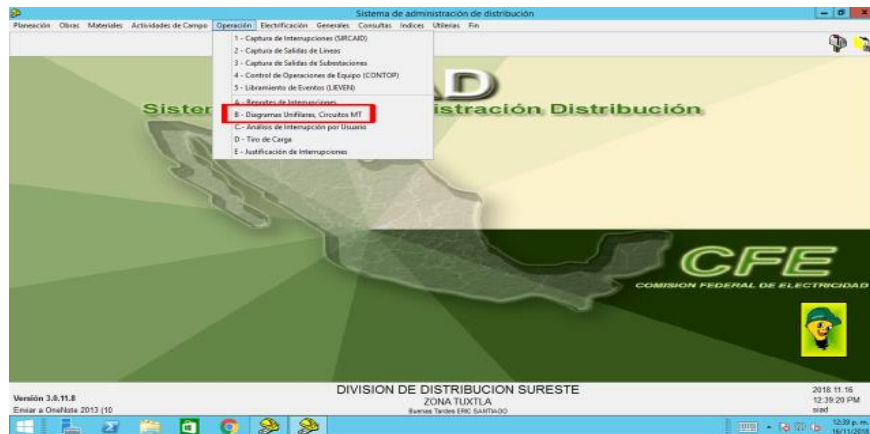 Sistema de administración de distribución
Planeación Obras Materiales Actividades de Campo Operación Electrificación Generales Consultas Indices Utilerias Fin
1 - Captura de Interrupciones (SIRCAID)
2 - Captura de Salidas de Lineas
3 - Captura de Salidas de Subestaciones
4 - Control de Operaciones de Equipo (CONTOP)
5 - Libramiento de Eventos (LIEVEN)
A - Reportes de Interrupciones
B - Diagramas Unifilares, Circuitos MT
C - Análisis de Interrupción por Usuario
D - Tiro de Carga
E - Justificación de Interrupciones
AD
Sister istración Distribución
CFE
COMISION FEDERAL DE ELECTRICIDAD
DIVISION DE DISTRIBUCION SURESTE
ZONA TUXTLA
Buenas Tardes ERIC SANTIAGO
Versión 3.0.11.8
Enviar a OneNote 2013 (10
2018.11.16
12:39:20 PM
siad
12:39 p. m.
16/11/2018